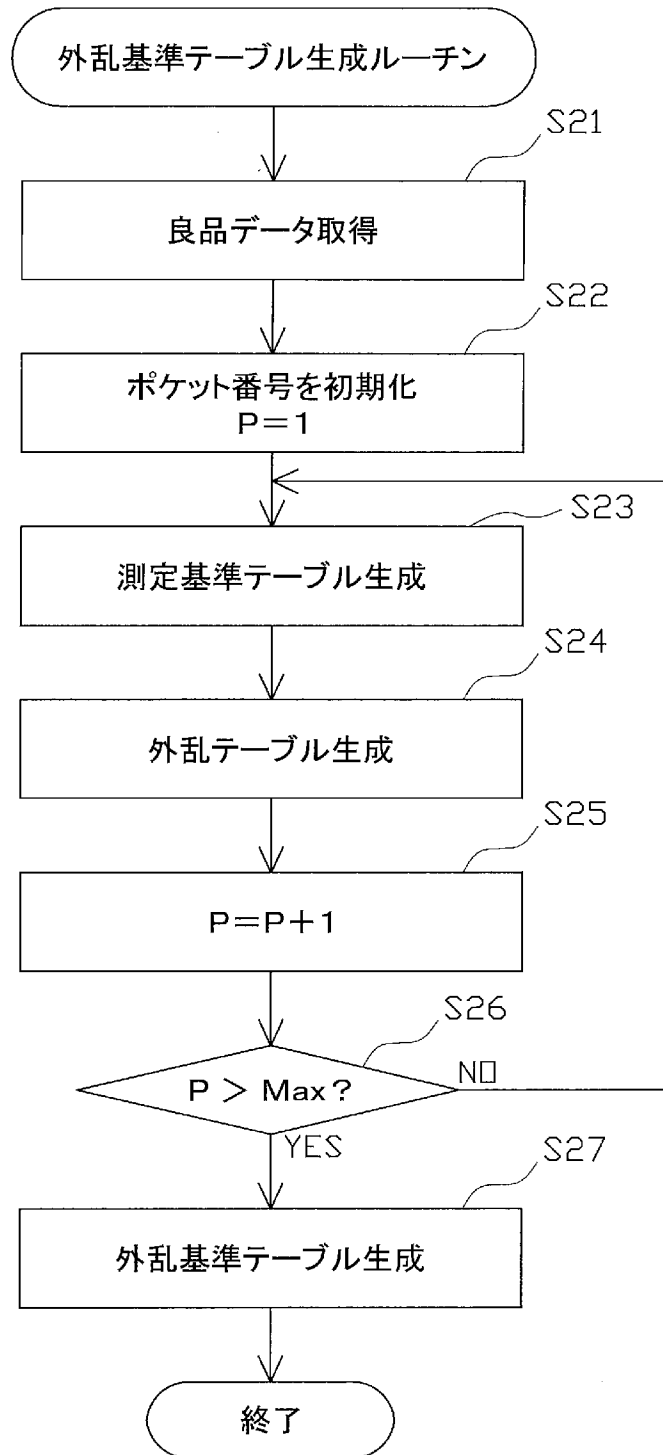 外乱基準テーブル生成ルーチン
S21
良品データ取得
S22
ポケット番号を初期化
P=1
S23
測定基準テーブル生成
S24
外乱テーブル生成
S25
P=P+1
S26
P > Max?
NO
YES
S27
外乱基準テーブル生成
終了